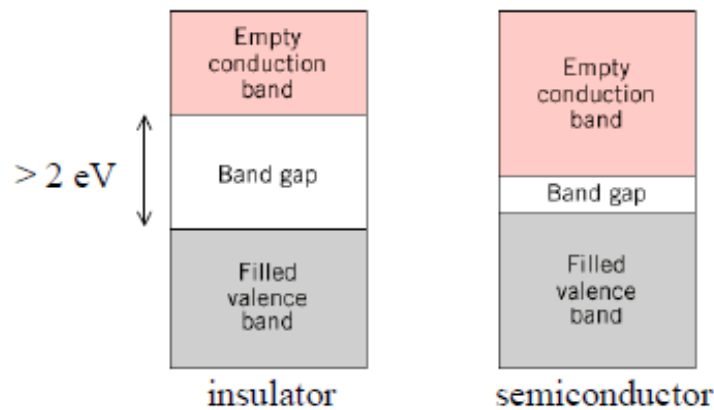 Empty
conduction
band
> 2 eV
Band gap
Filled
valence
band
insulator
Empty
conduction
band
Band gap
Filled
valence
band
semiconductor